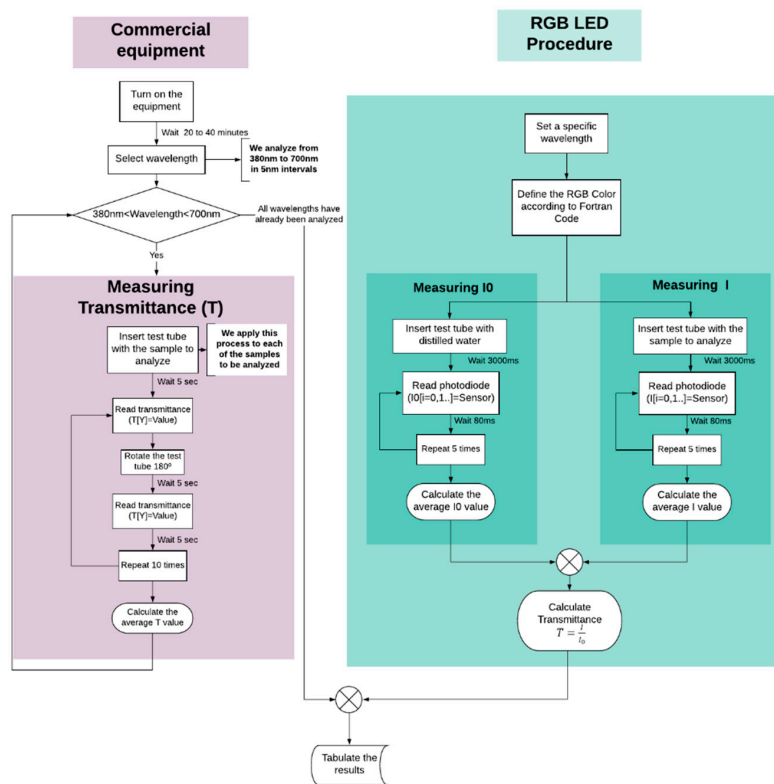 Commercial
equipment
Turn on the
equipment
Wait 20 to 40 minutes
Select wavelength
We analyze from
380nm to 700nm
in 5nm intervals
380nm<Wavelength<700nm
All wavelengths have
already been analyzed
Yes
Measuring
Transmittance (T)
Insert test tube
with the sample to
analyze
We apply this
process to each
of the samples
to be analyzed
Wait 5 sec
Read transmittance
(T[Y]=Value)
Rotate the test
tube 180º
Wait 5 sec
Read transmittance
(T[Y]=Value)
Wait 5 sec
Repeat 10 times
Calculate the
average T value
RGB LED
Procedure
Set a specific
wavelength
Define the RGB Color
according to Fortran
Code
Measuring I0
Insert test tube with
distilled water
Wait 3000ms
Read photodiode
(I0[i=0,1..]=Sensor)
Wait 80ms
Repeat 5 times
Calculate the
average I0 value
Measuring I
Insert test tube with the
sample to analyze
Wait 3000ms
Read photodiode
(I[i=0,1..]=Sensor)
Wait 80ms
Repeat 5 times
Calculate the
average I value
Calculate
Transmittance
T = I/I₀
Tabulate the
results